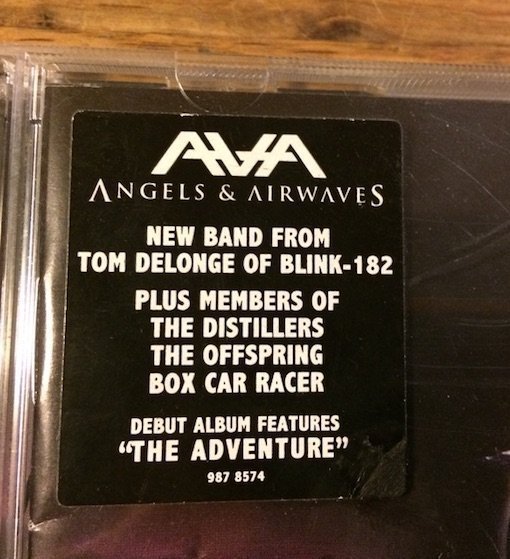 AVA
ANGELS & AIRWAVES
NEW BAND FROM
TOM DELONGE OF BLINK-182
PLUS MEMBERS OF
THE DISTILLERS
THE OFFSPRING
BOX CAR RACER
DEBUT ALBUM FEATURES
“THE ADVENTURE”
987 8574